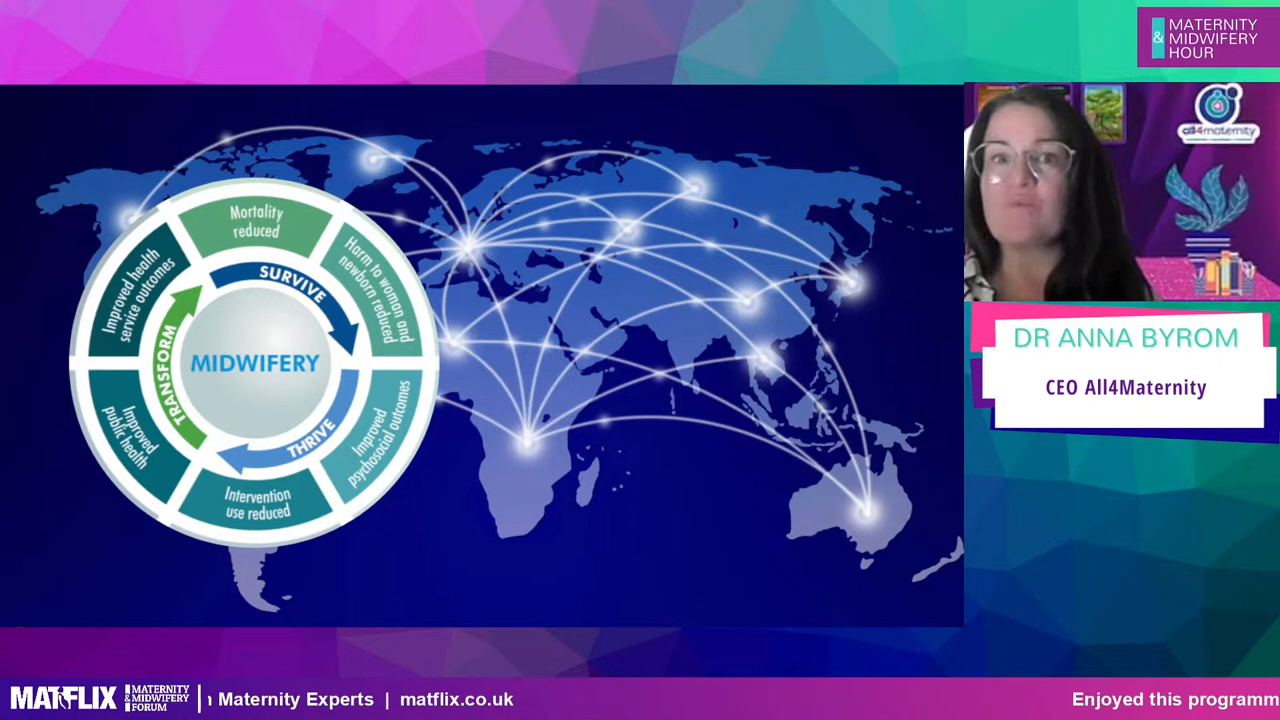 MATERNITY
& MIDWIFERY
HOUR
all4maternity
Mortality
reduced
Harm to woman and
newborn reduced
Improved
psychosocial outcomes
Intervention
use reduced
Improved
public health
Improved health
service outcomes
SURVIVE
THRIVE
TRANSFORM
MIDWIFERY
DR ANNA BYROM
CEO All4Maternity
MATFLIX
MATERNITY
& MIDWIFERY
FORUM
Maternity Experts | matflix.co.uk
Enjoyed this programm